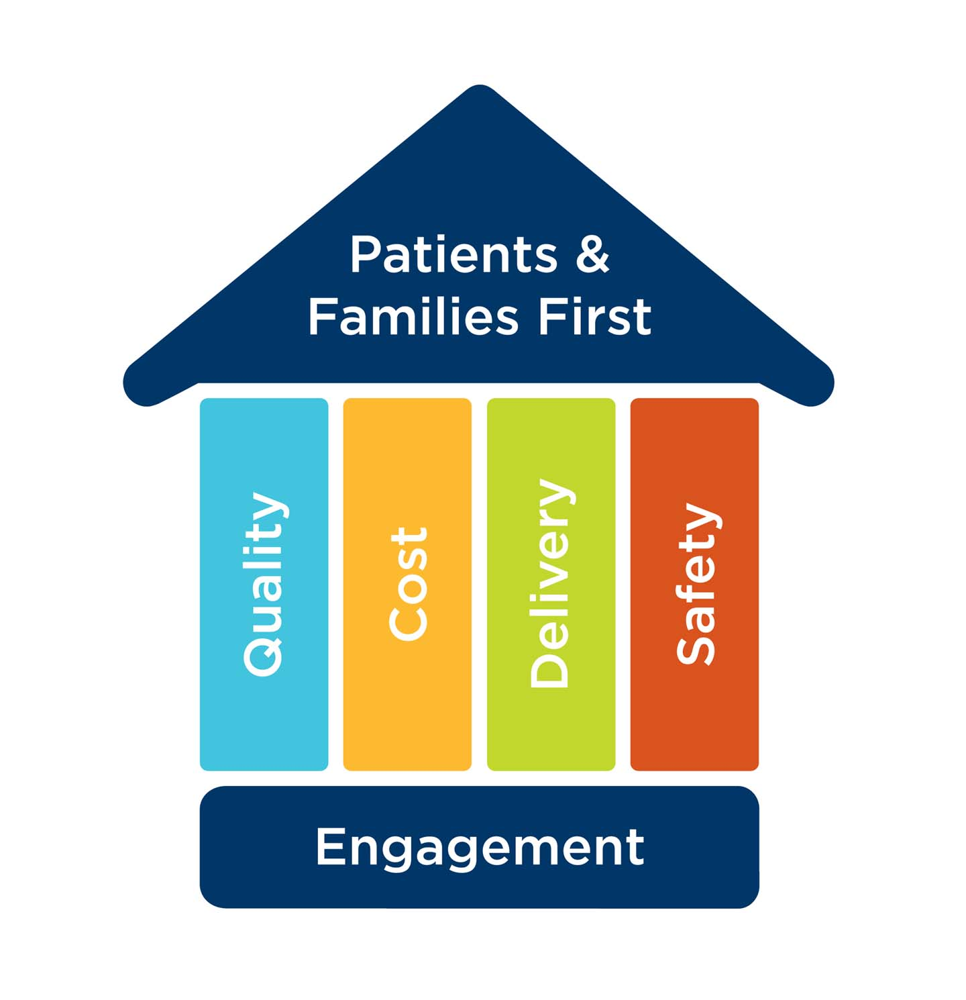 Patients &
Families First
Quality
Cost
Delivery
Safety
Engagement